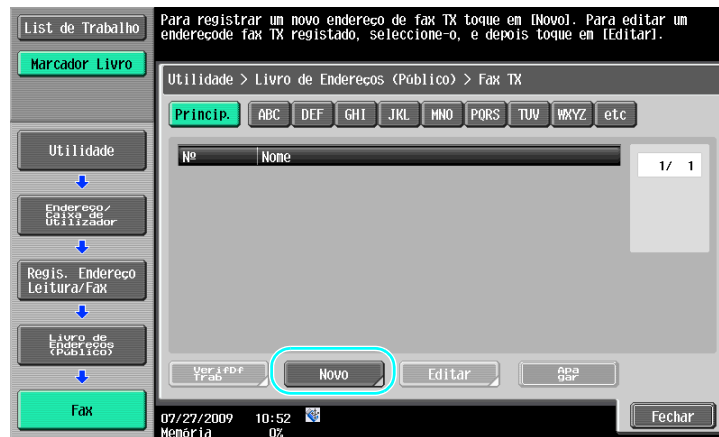 List de Trabalho
Para registrar um novo endereço de fax TX toque em [Novo]. Para editar um
endereçode fax TX registado, seleccione-o, e depois toque em [Editar].
Marcador Livro
Utilidade > Livro de Endereços (Público) > Fax TX
Princip. ABC DEF GHI JKL MNO PQRS TUV WXYZ etc
Nº Nome
1/ 1
Utilidade
Endereço/
Caixa de
Utilizador
Regis. Endereço
Leitura/Fax
Livro de
Endereços
(Público)
Fax
VerifDf
Trab
Novo
Editar
Apa
gar
07/27/2009 10:52
Memória 0%
Fechar